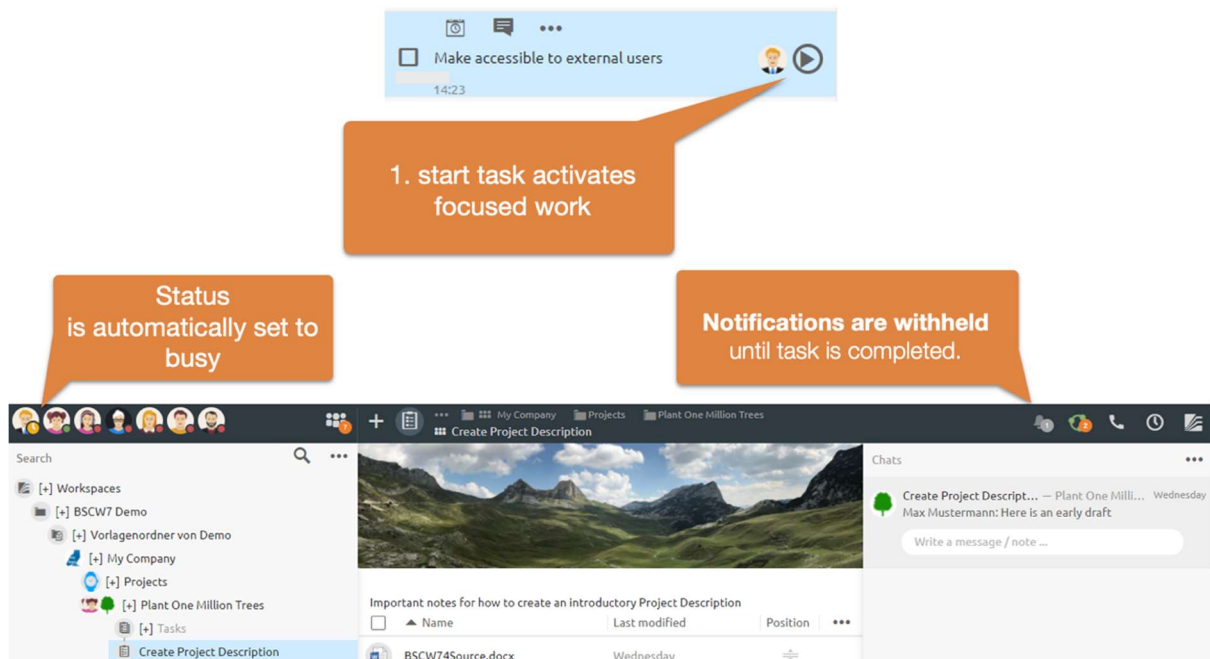 Make accessible to external users
14:23
1. start task activates
focused work
Status
is automatically set to
busy
Notifications are withheld
until task is completed.
My Company Projects Plant One Million Trees
Create Project Description
1
2
Search
[+] Workspaces
[+] BSCW7 Demo
[+] Vorlagenordner von Demo
[+] My Company
[+] Projects
[+] Plant One Million Trees
[+] Tasks
Create Project Description
Important notes for how to create an introductory Project Description
Name Last modified Position
BSCW74Source.docx Wednesday
Chats
Create Project Descript... — Plant One Milli... Wednesday
Max Mustermann: Here is an early draft
Write a message / note ...